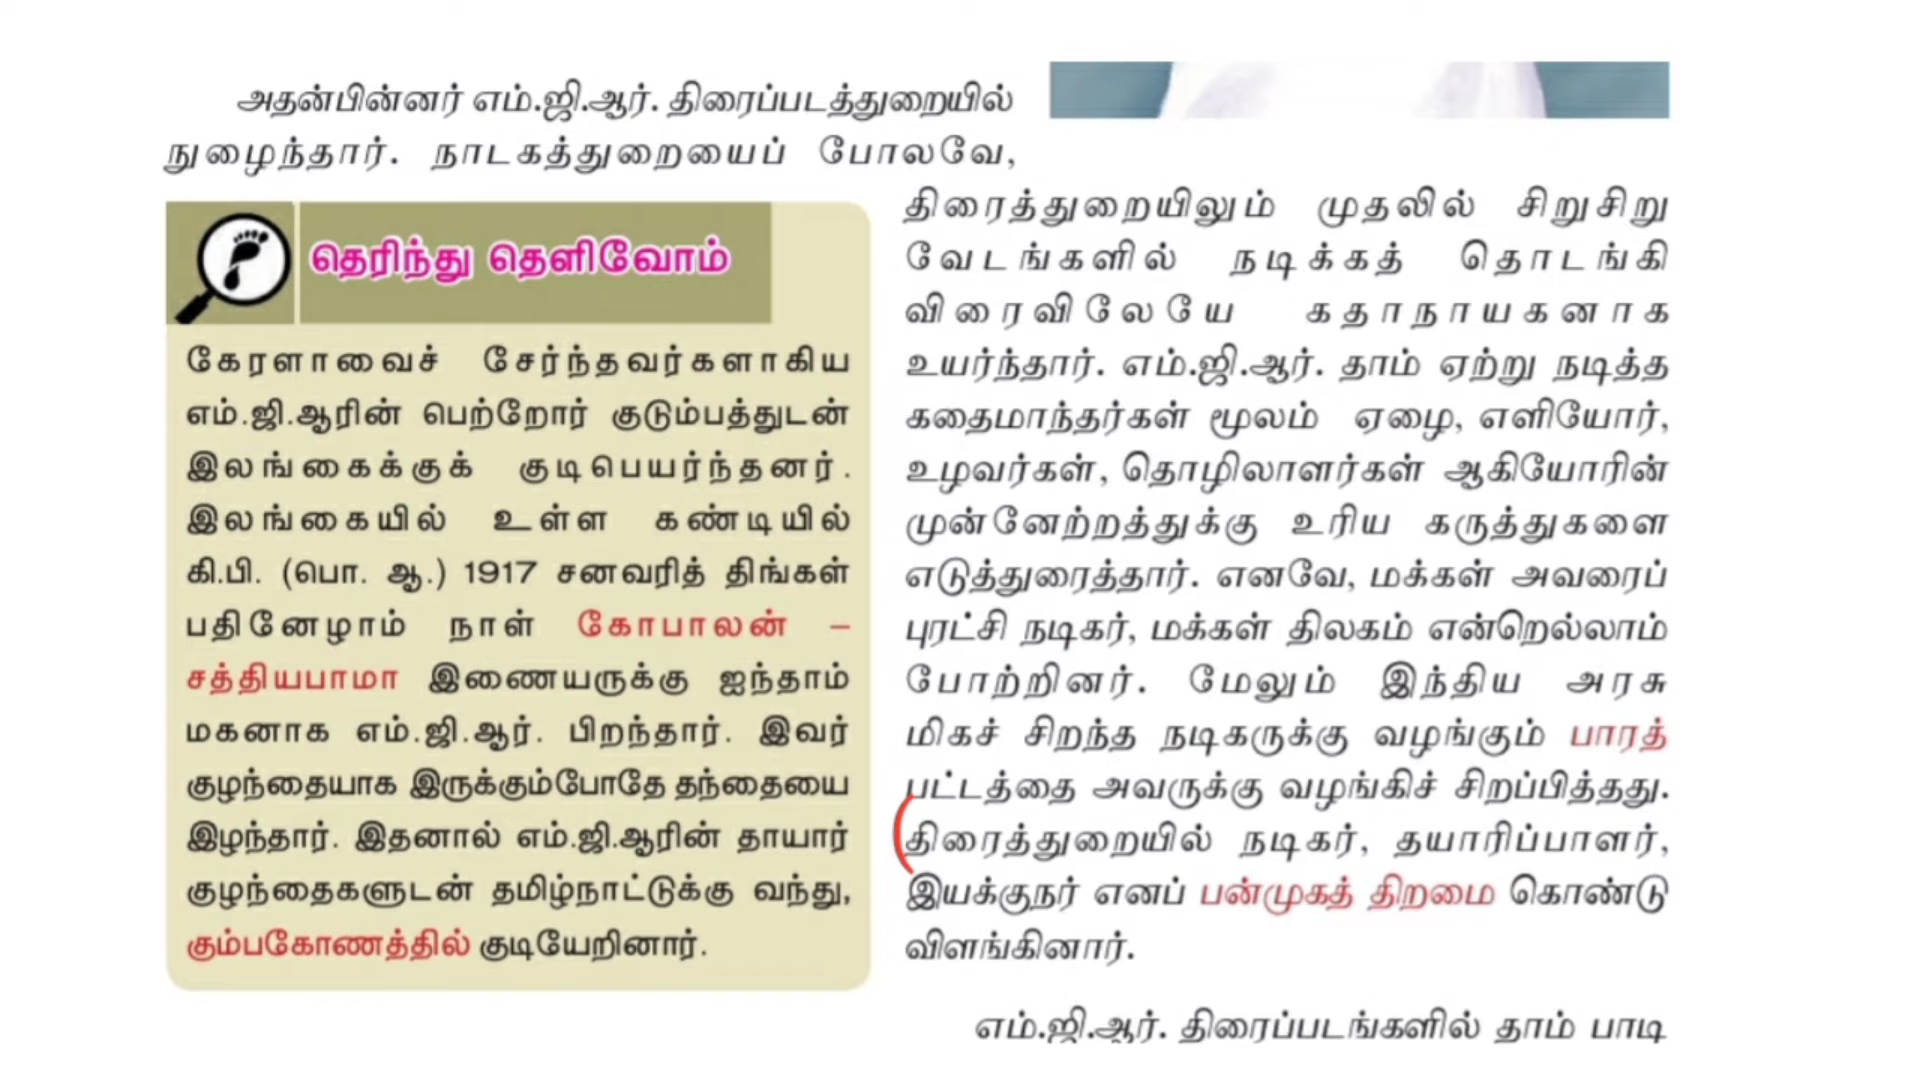 அதன்பின்னர் எம்.ஜி.ஆர். திரைப்படத்துறையில்
நுழைந்தார். நாடகத்துறையைப் போலவே,
தெரிந்து தெளிவோம்
கேரளாவைச் சேர்ந்தவர்களாகிய
எம்.ஜி.ஆரின் பெற்றோர் குடும்பத்துடன்
இலங்கைக்குக் குடிபெயர்ந்தனர்.
இலங்கையில் உள்ள கண்டியில்
கி.பி. (பொ. ஆ.) 1917 சனவரித் திங்கள்
பதினேழாம் நாள் கோபாலன் –
சத்தியபாமா இணையருக்கு ஐந்தாம்
மகனாக எம்.ஜி.ஆர். பிறந்தார். இவர்
குழந்தையாக இருக்கும்போதே தந்தையை
இழந்தார். இதனால் எம்.ஜி.ஆரின் தாயார்
குழந்தைகளுடன் தமிழ்நாட்டுக்கு வந்து,
கும்பகோணத்தில் குடியேறினார்.
திரைத்துறையிலும் முதலில் சிறுசிறு
வேடங்களில் நடிக்கத் தொடங்கி
விரைவிலேயே கதாநாயகனாக
உயர்ந்தார். எம்.ஜி.ஆர். தாம் ஏற்று நடித்த
கதைமாந்தர்கள் மூலம் ஏழை, எளியோர்,
உழவர்கள், தொழிலாளர்கள் ஆகியோரின்
முன்னேற்றத்துக்கு உரிய கருத்துகளை
எடுத்துரைத்தார். எனவே, மக்கள் அவரைப்
புரட்சி நடிகர், மக்கள் திலகம் என்றெல்லாம்
போற்றினர். மேலும் இந்திய அரசு
மிகச் சிறந்த நடிகருக்கு வழங்கும் பாரத்
பட்டத்தை அவருக்கு வழங்கிச் சிறப்பித்தது.
திரைத்துறையில் நடிகர், தயாரிப்பாளர்,
இயக்குநர் எனப் பன்முகத் திறமை கொண்டு
விளங்கினார்.
எம்.ஜி.ஆர். திரைப்படங்களில் தாம் பாடி